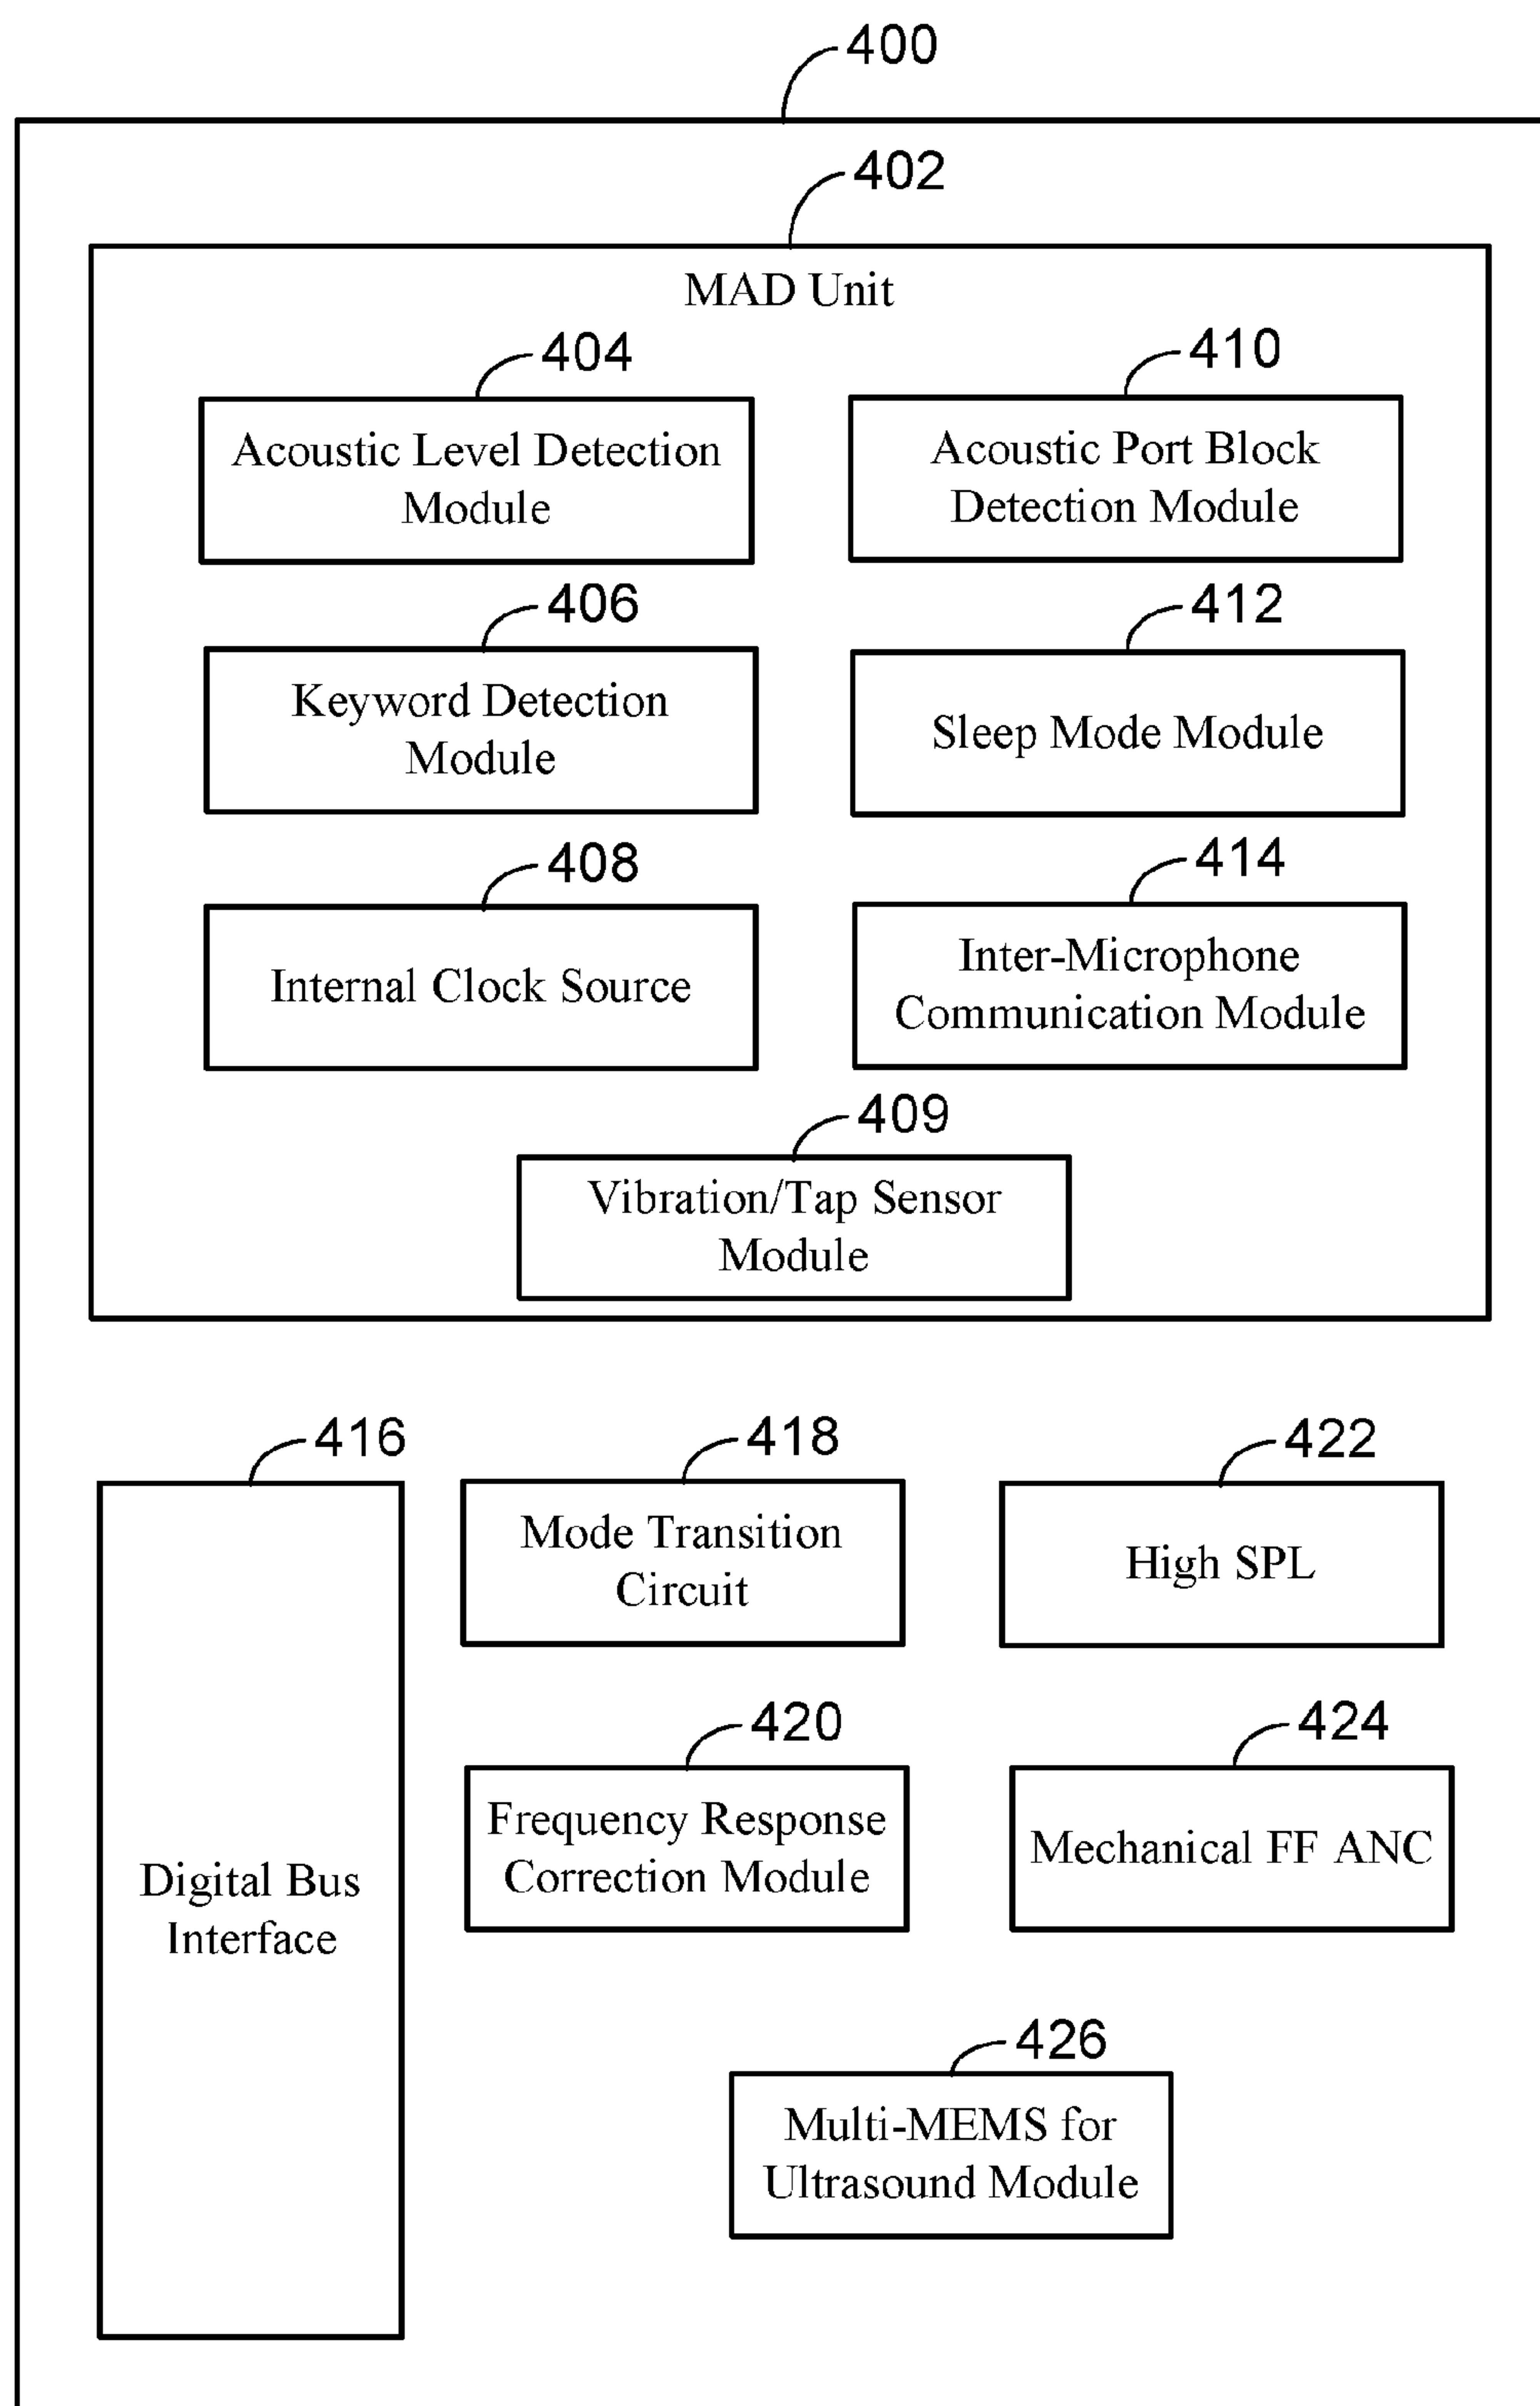 400
402
MAD Unit
404
Acoustic Level Detection
Module
410
Acoustic Port Block
Detection Module
406
Keyword Detection
Module
412
Sleep Mode Module
408
Internal Clock Source
414
Inter-Microphone
Communication Module
409
Vibration/Tap Sensor
Module
416
Digital Bus
Interface
418
Mode Transition
Circuit
422
High SPL
420
Frequency Response
Correction Module
424
Mechanical FF ANC
426
Multi-MEMS for
Ultrasound Module